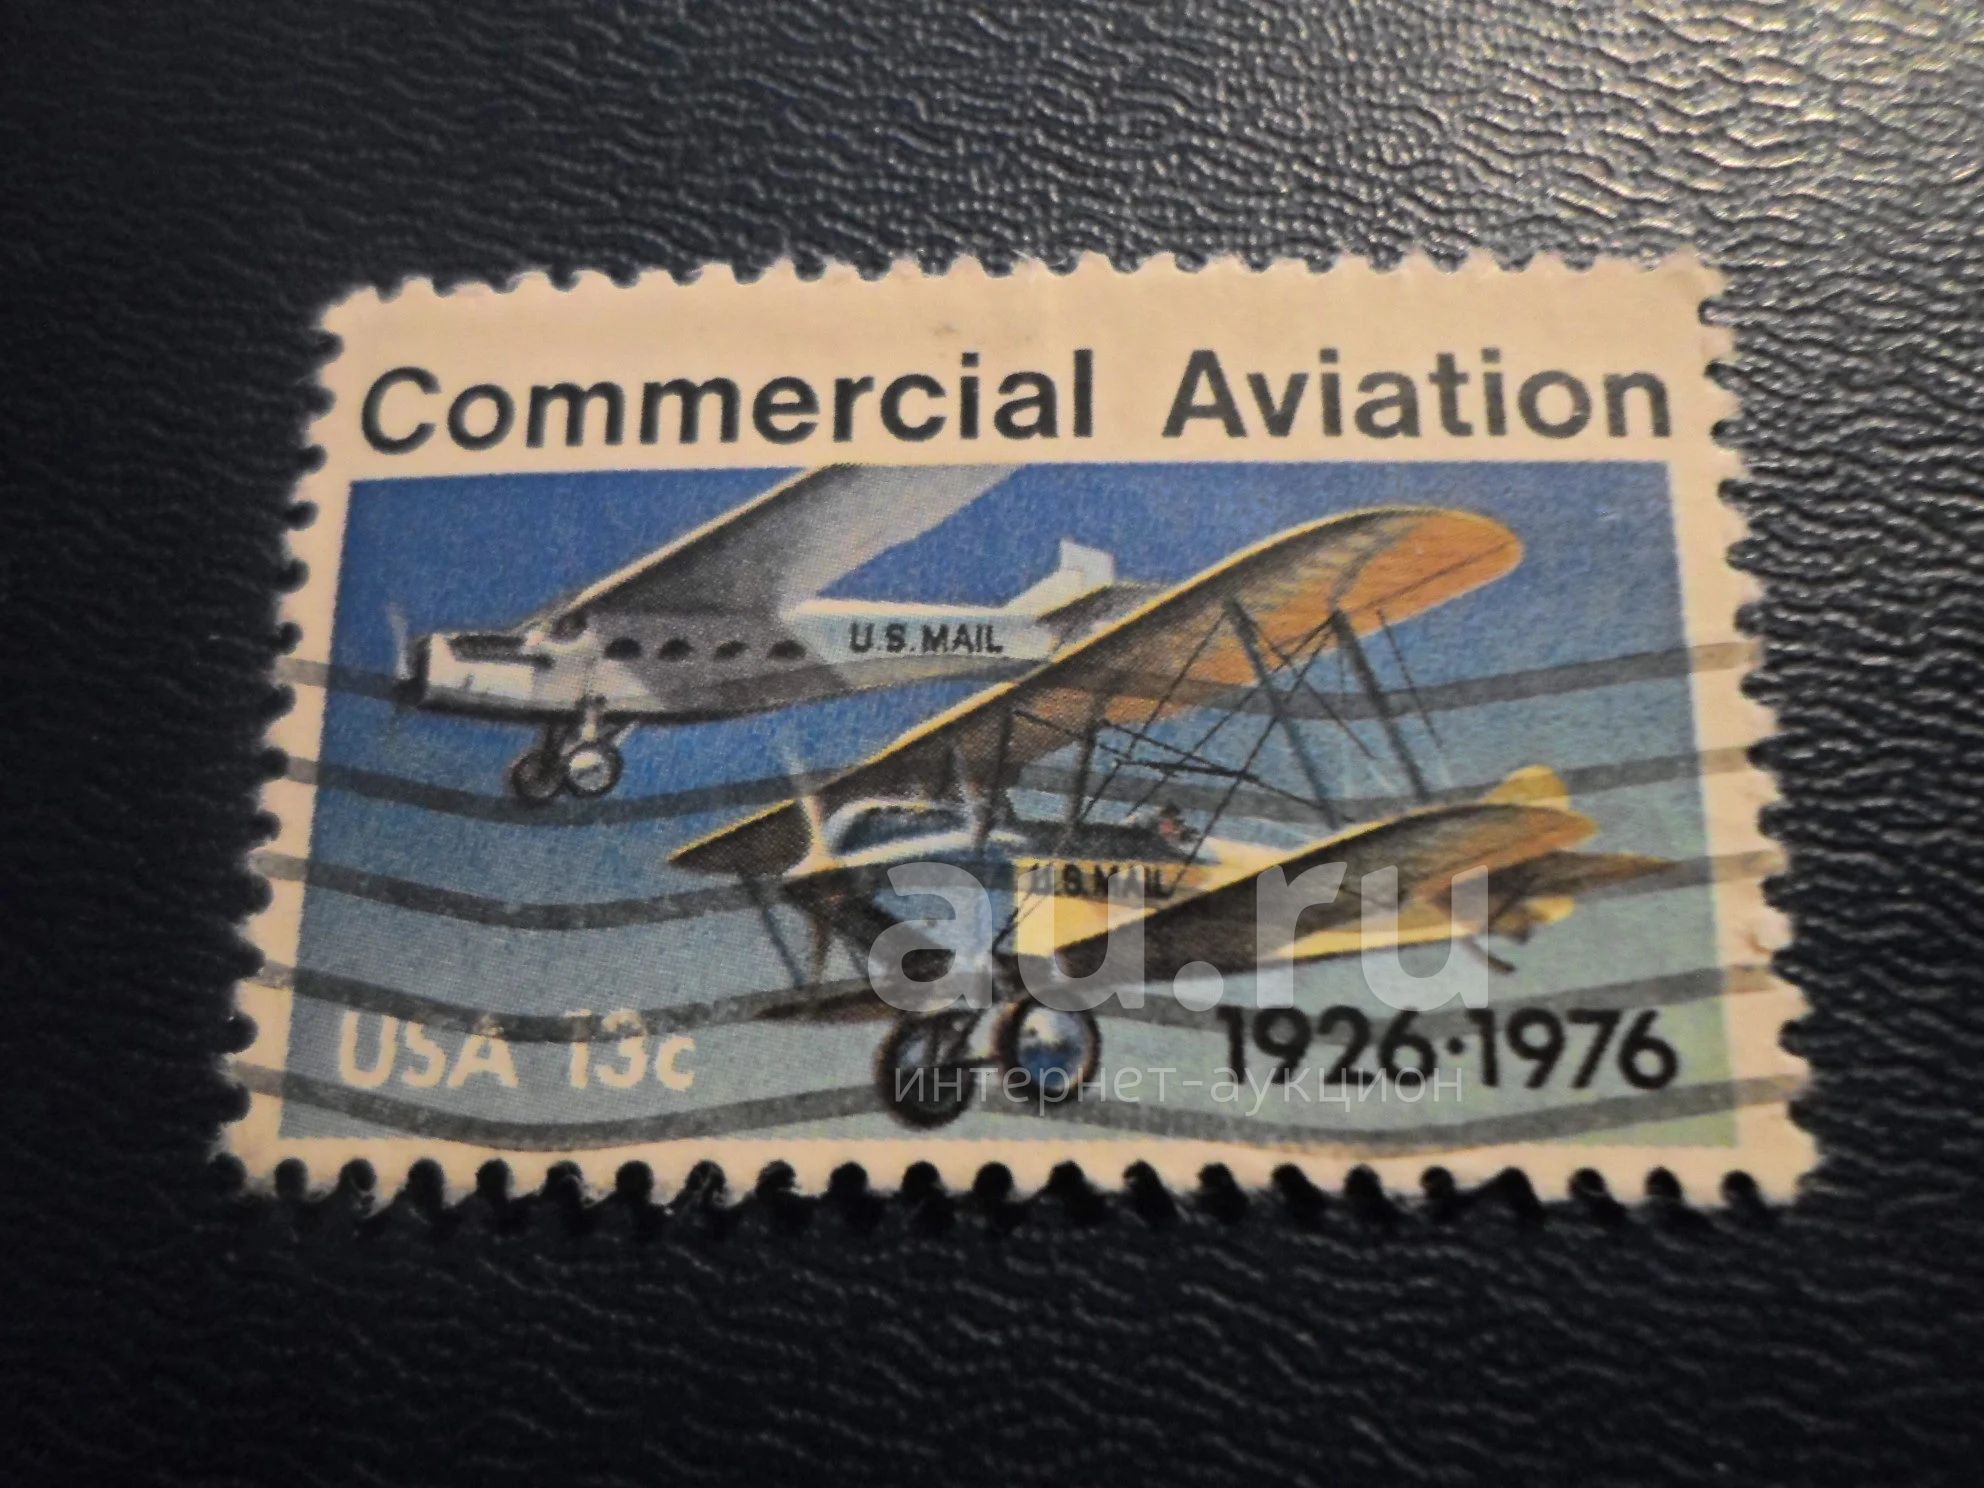 Commercial Aviation
U.S. MAIL
U.S. MAIL
au.ru
USA 13c
1926·1976
интернет-аукцион